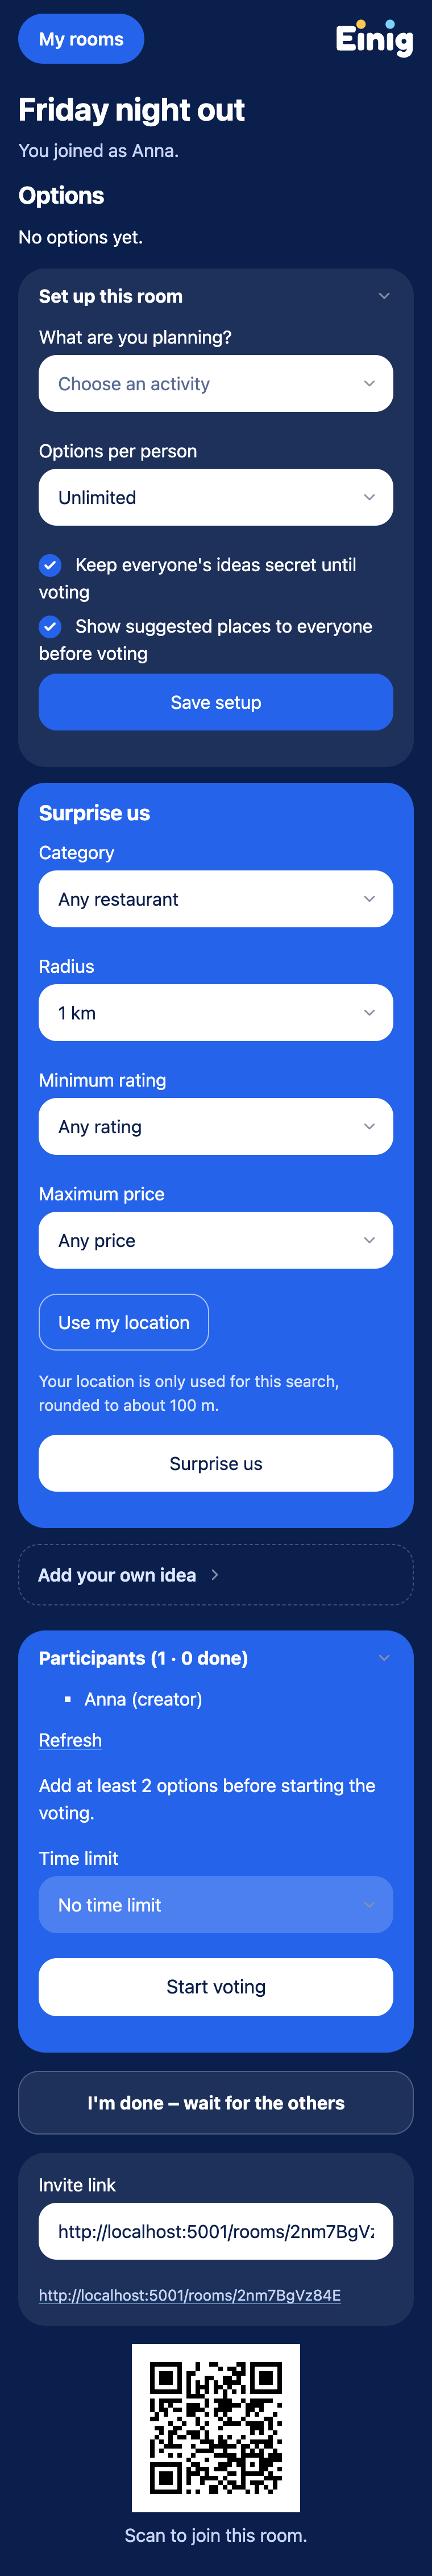 My rooms
Einig
Friday night out
You joined as Anna.
Options
No options yet.
Set up this room
What are you planning?
Choose an activity
Options per person
Unlimited
Keep everyone's ideas secret until
voting
Show suggested places to everyone
before voting
Save setup
Surprise us
Category
Any restaurant
Radius
1 km
Minimum rating
Any rating
Maximum price
Any price
Use my location
Your location is only used for this search,
rounded to about 100 m.
Surprise us
Add your own idea
Participants (1 · 0 done)
Anna (creator)
Refresh
Add at least 2 options before starting the
voting.
Time limit
No time limit
Start voting
I'm done – wait for the others
Invite link
http://localhost:5001/rooms/2nm7BgVz
http://localhost:5001/rooms/2nm7BgVz84E
Scan to join this room.